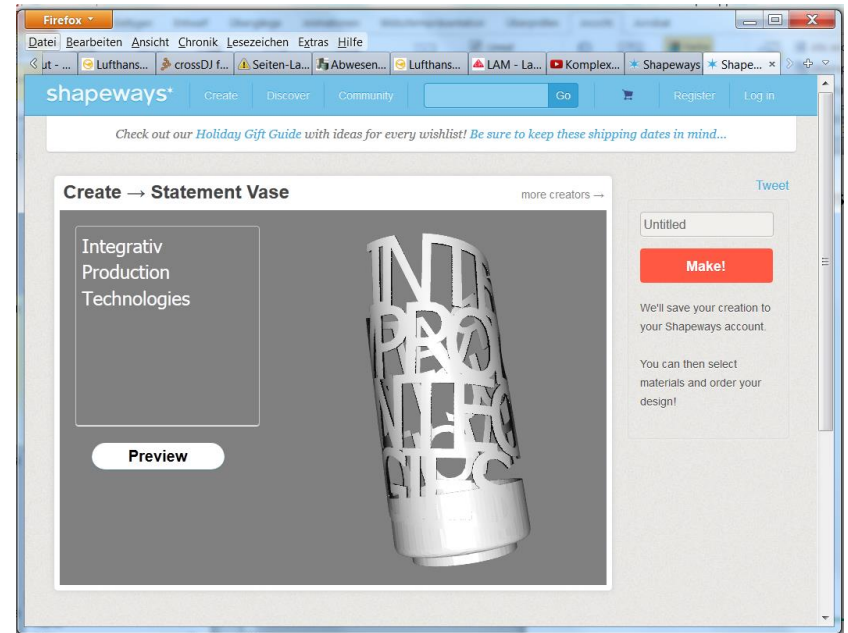 Firefox
Datei Bearbeiten Ansicht Chronik Lesezeichen Extras Hilfe
ut - ... Lufthans... crossDJ f... Seiten-La... Abwesen... Lufthans... LAM - La... Komplex... Shapeways Shape... ×
shapeways* Create Discover Community Go Register Log in
Check out our Holiday Gift Guide with ideas for every wishlist! Be sure to keep these shipping dates in mind...
Create → Statement Vase
more creators →
Integrativ
Production
Technologies
Preview
Tweet
Untitled
Make!
We'll save your creation to
your Shapeways account.
You can then select
materials and order your
design!